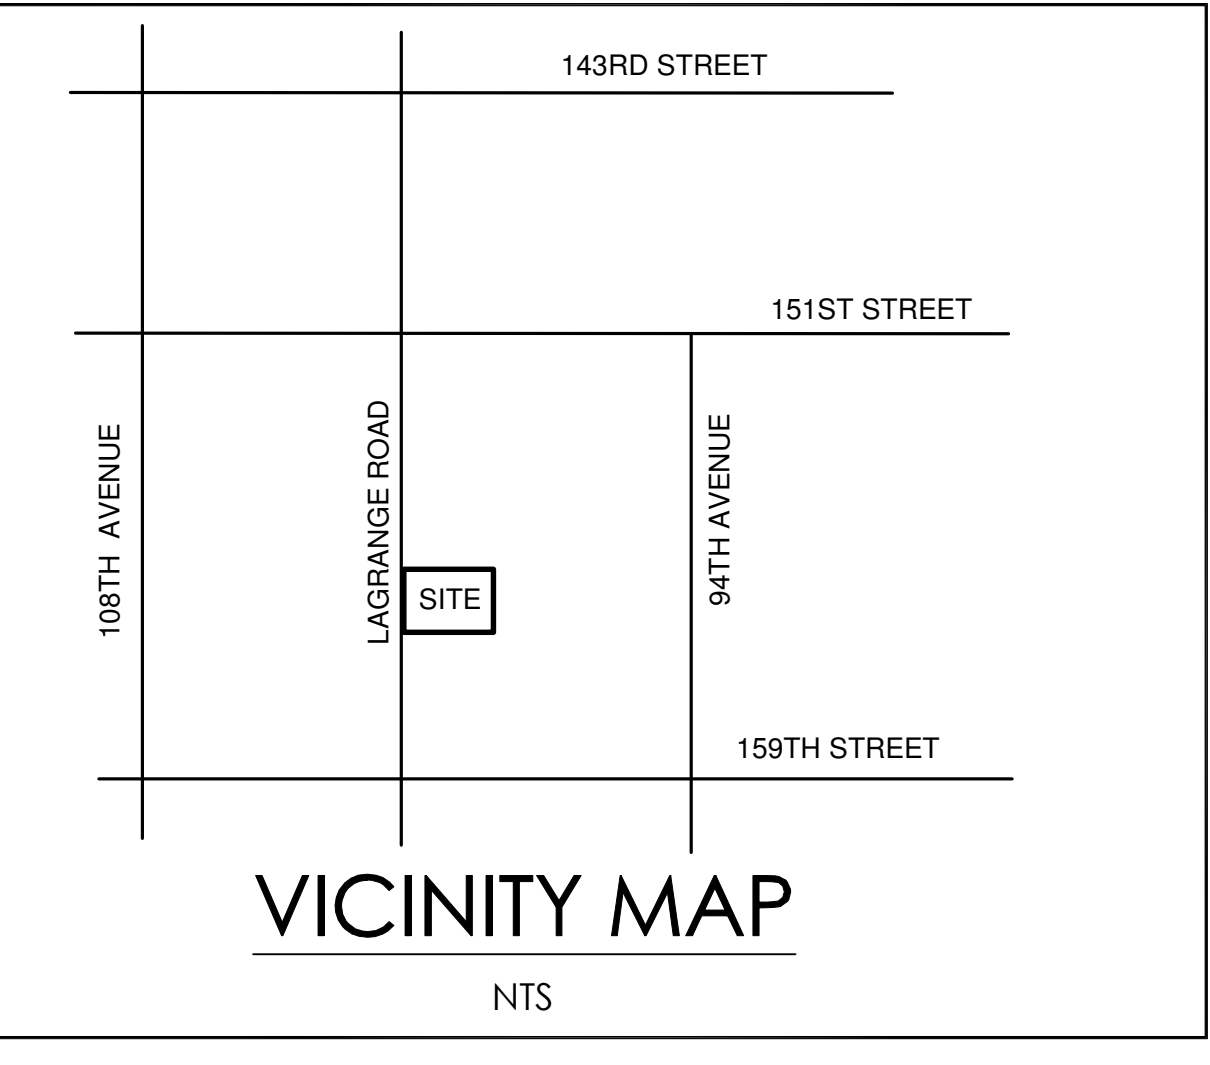 143RD STREET
151ST STREET
108TH AVENUE
LAGRANGE ROAD
94TH AVENUE
SITE
159TH STREET
VICINITY MAP
NTS